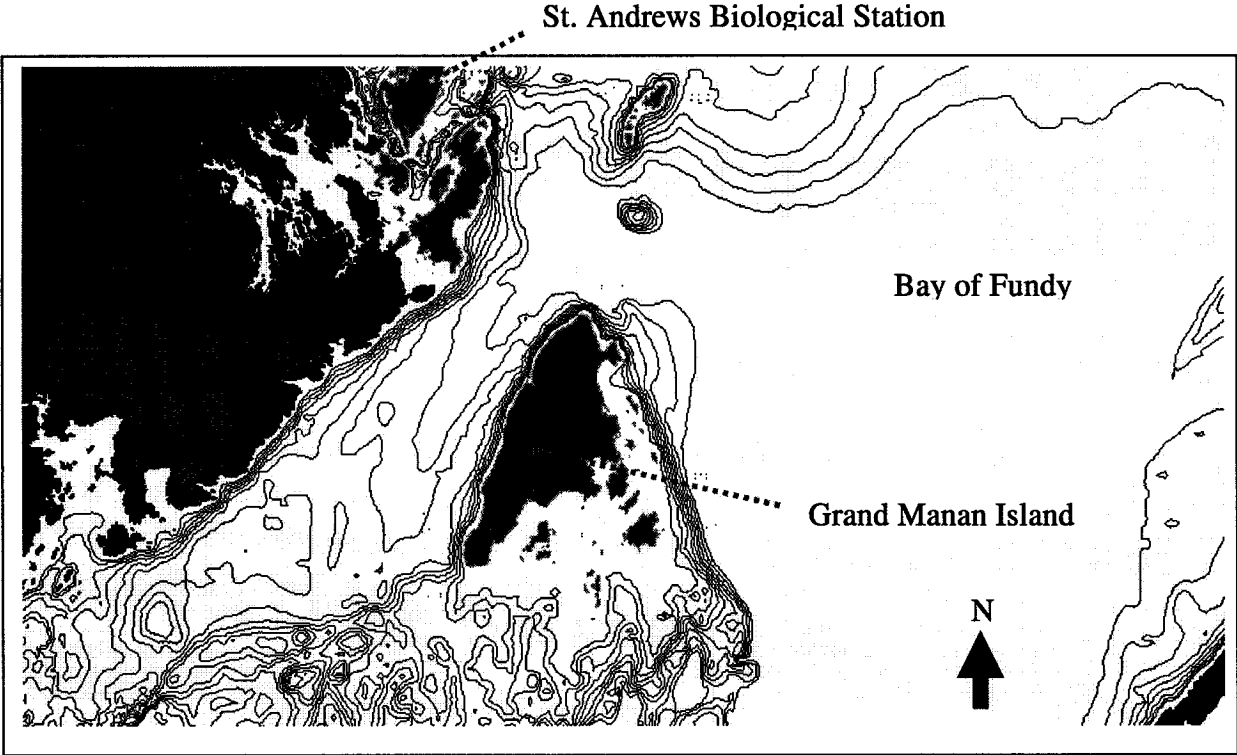 St. Andrews Biological Station
Bay of Fundy
Grand Manan Island
N